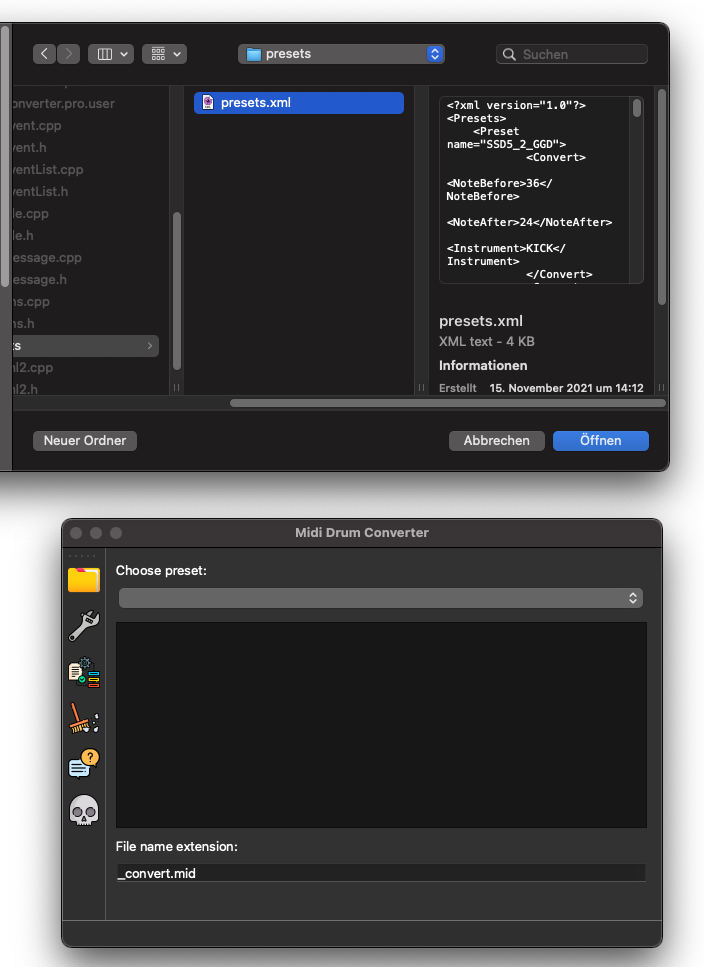 presets
Suchen
onverter.pro.user
vent.cpp
vent.h
ventList.cpp
ventList.h
le.cpp
le.h
essage.cpp
essage.h
ns.cpp
ns.h
ts
ml2.cpp
ml2.h
presets.xml
<?xml version="1.0"?>
<Presets>
<Preset
name="SSD5_2_GGD">
<Convert>
<NoteBefore>36</
NoteBefore>
<NoteAfter>24</NoteAfter>
<Instrument>KICK</
Instrument>
</Convert>
presets.xml
XML text - 4 KB
Informationen
Erstellt 15. November 2021 um 14:12
Neuer Ordner
Abbrechen
Öffnen
Midi Drum Converter
Choose preset:
File name extension:
_convert.mid